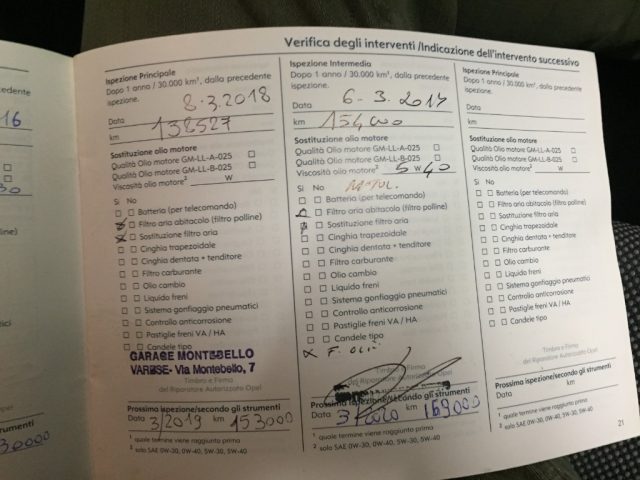 Verifica degli interventi /Indicazione dell'intervento successivo
Ispezione Principale
Dopo 1 anno / 30.000 km¹, dalla precedente
ispezione.
8.3.2018
Data
km 138527
Sostituzione olio motore
Qualità Olio motore GM-LL-A-025 ☐
Qualità Olio motore GM-LL-B-025 ☐
Viscosità olio motore² W
Si No
Batteria (per telecomando)
Filtro aria abitacolo (filtro polline)
Sostituzione filtro aria
Cinghia trapezoidale
Cinghia dentata + tenditore
Filtro carburante
Olio cambio
Liquido freni
Sistema gonfiaggio pneumatici
Controllo anticorrosione
Pastiglie freni VA / HA
Candele tipo
GARAGE MONTEBELLO
VARESE- Via Montebello, 7
Timbro e Firma
del Riparatore Autorizzato Opel
Prossima ispezione/secondo gli strumenti
Data 3/2019 km 153000
¹ quale termine viene raggiunto prima
² solo SAE 0W-30, 0W-40, 5W-30, 5W-40
Ispezione Intermedia
Dopo 1 anno / 30.000 km¹, dalla precedente
ispezione.
Data 6-3.2017
km 154000
Sostituzione olio motore
Qualità Olio motore GM-LL-A-025 ☐
Qualità Olio motore GM-LL-B-025 ☐
Viscosità olio motore² 5 W 40
Si No
Batteria (per telecomando)
Filtro aria abitacolo (filtro polline)
Sostituzione filtro aria
Cinghia trapezoidale
Cinghia dentata + tenditore
Filtro carburante
Olio cambio
Liquido freni
Sistema gonfiaggio pneumatici
Controllo anticorrosione
Pastiglie freni VA / HA
Candele tipo
X F. OLIO
Timbro e Firma
del Riparatore Autorizzato Opel
Prossima ispezione/secondo gli strumenti
Data 3/2020 km 169000
¹ quale termine viene raggiunto prima
² solo SAE 0W-30, 0W-40, 5W-30, 5W-40
Ispezione Principale
Dopo 1 anno / 30.000 km¹, dalla precedente
ispezione.
Data
km
Sostituzione olio motore
Qualità Olio motore GM-LL-A-025 ☐
Qualità Olio motore GM-LL-B-025 ☐
Viscosità olio motore² W
Si No
Batteria (per telecomando)
Filtro aria abitacolo (filtro polline)
Sostituzione filtro aria
Cinghia trapezoidale
Cinghia dentata + tenditore
Filtro carburante
Olio cambio
Liquido freni
Sistema gonfiaggio pneumatici
Controllo anticorrosione
Pastiglie freni VA / HA
Candele tipo
Timbro e Firma
del Riparatore Autorizzato Opel
Prossima ispezione/secondo gli strumenti
Data km
¹ quale termine viene raggiunto prima
² solo SAE 0W-30, 0W-40, 5W-30, 5W-40
21